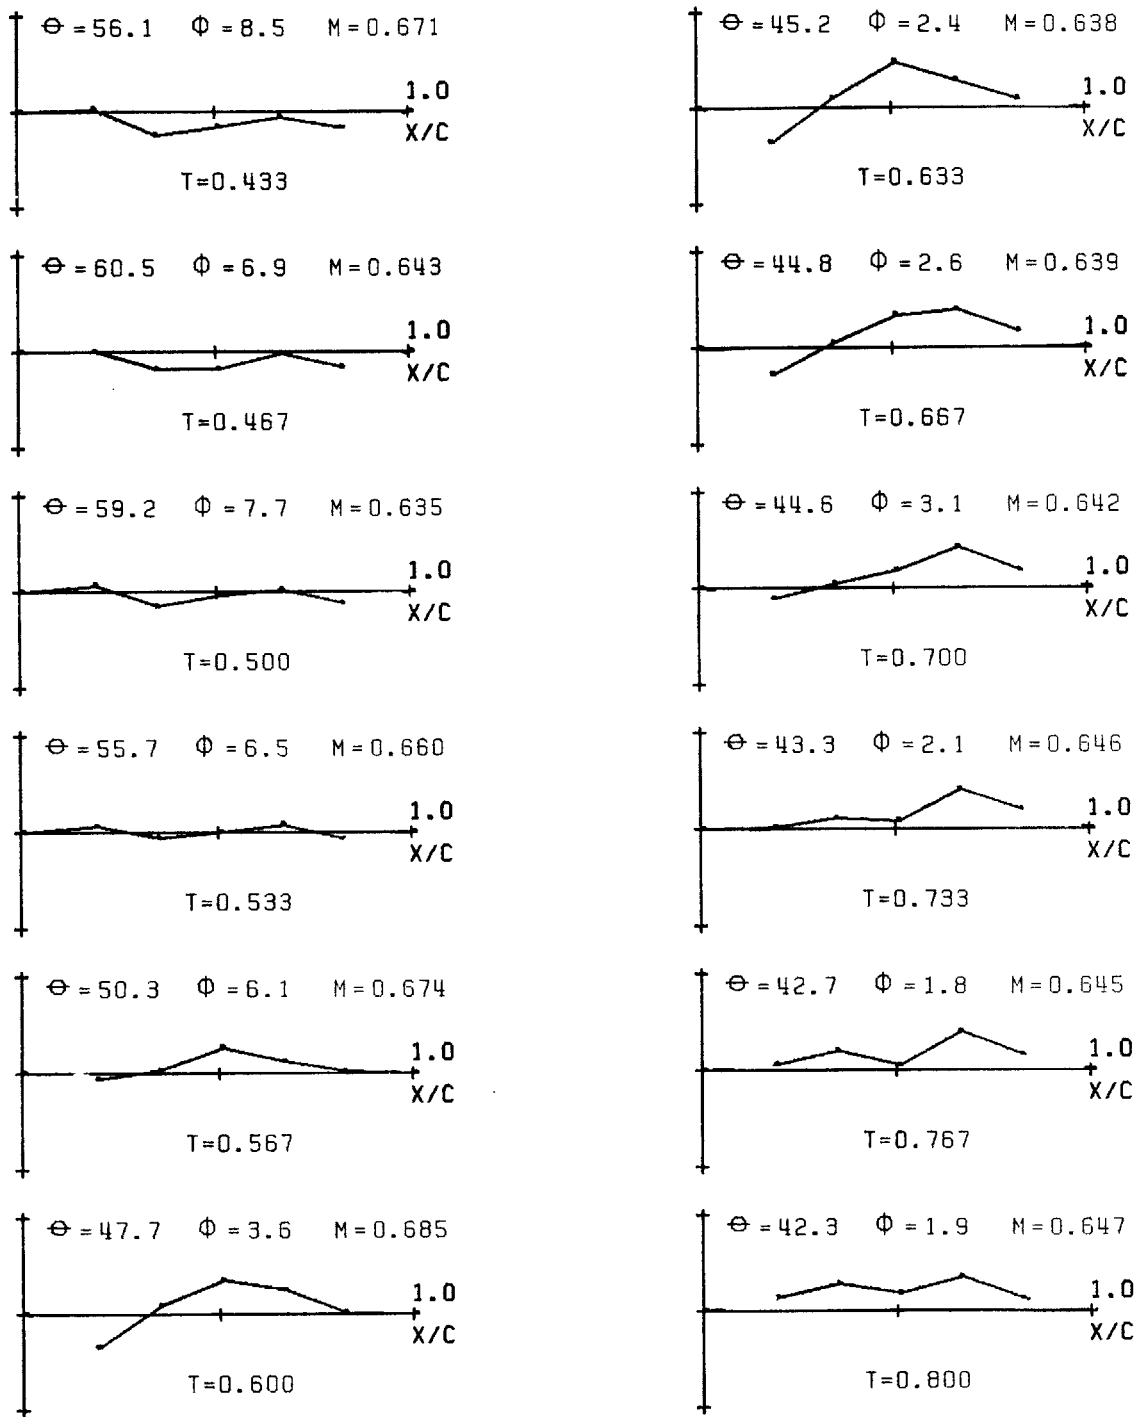 Θ=56.1 Φ=8.5 M=0.671
1.0
X/C
T=0.433
Θ=60.5 Φ=6.9 M=0.643
1.0
X/C
T=0.467
Θ=59.2 Φ=7.7 M=0.635
1.0
X/C
T=0.500
Θ=55.7 Φ=6.5 M=0.660
1.0
X/C
T=0.533
Θ=50.3 Φ=6.1 M=0.674
1.0
X/C
T=0.567
Θ=47.7 Φ=3.6 M=0.685
1.0
X/C
T=0.600
Θ=45.2 Φ=2.4 M=0.638
1.0
X/C
T=0.633
Θ=44.8 Φ=2.6 M=0.639
1.0
X/C
T=0.667
Θ=44.6 Φ=3.1 M=0.642
1.0
X/C
T=0.700
Θ=43.3 Φ=2.1 M=0.646
1.0
X/C
T=0.733
Θ=42.7 Φ=1.8 M=0.645
1.0
X/C
T=0.767
Θ=42.3 Φ=1.9 M=0.647
1.0
X/C
T=0.800